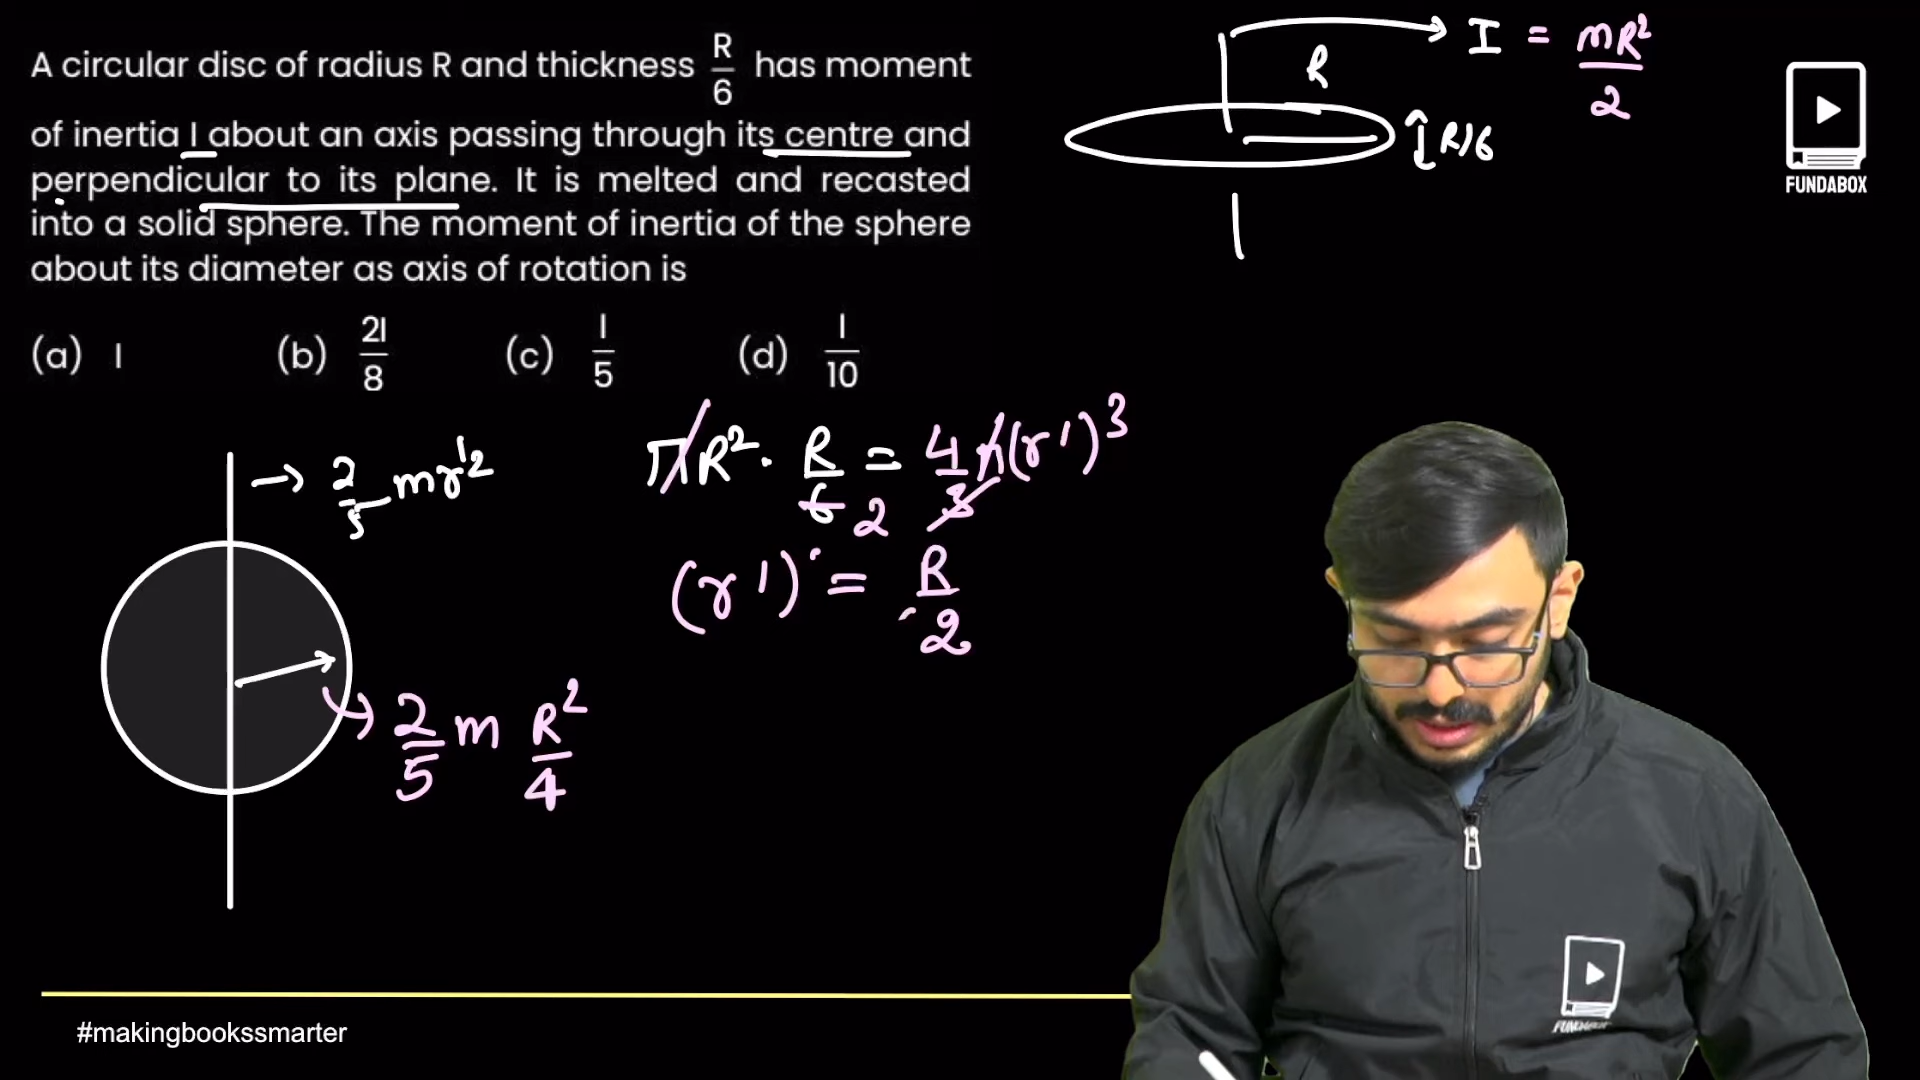 A circular disc of radius R and thickness R/6 has moment
of inertia I about an axis passing through its centre and
perpendicular to its plane. It is melted and recasted
into a solid sphere. The moment of inertia of the sphere
about its diameter as axis of rotation is
(a) I (b) 2I/8 (c) I/5 (d) I/10
I = mR²/2
R
R/6
FUNDABOX
→ 2/5 mr'²
πR² · R/6 = 4/3 π(r')³
2
(r') = R/2
2/5 m R²/4
FUNDABOX
#makingbookssmarter